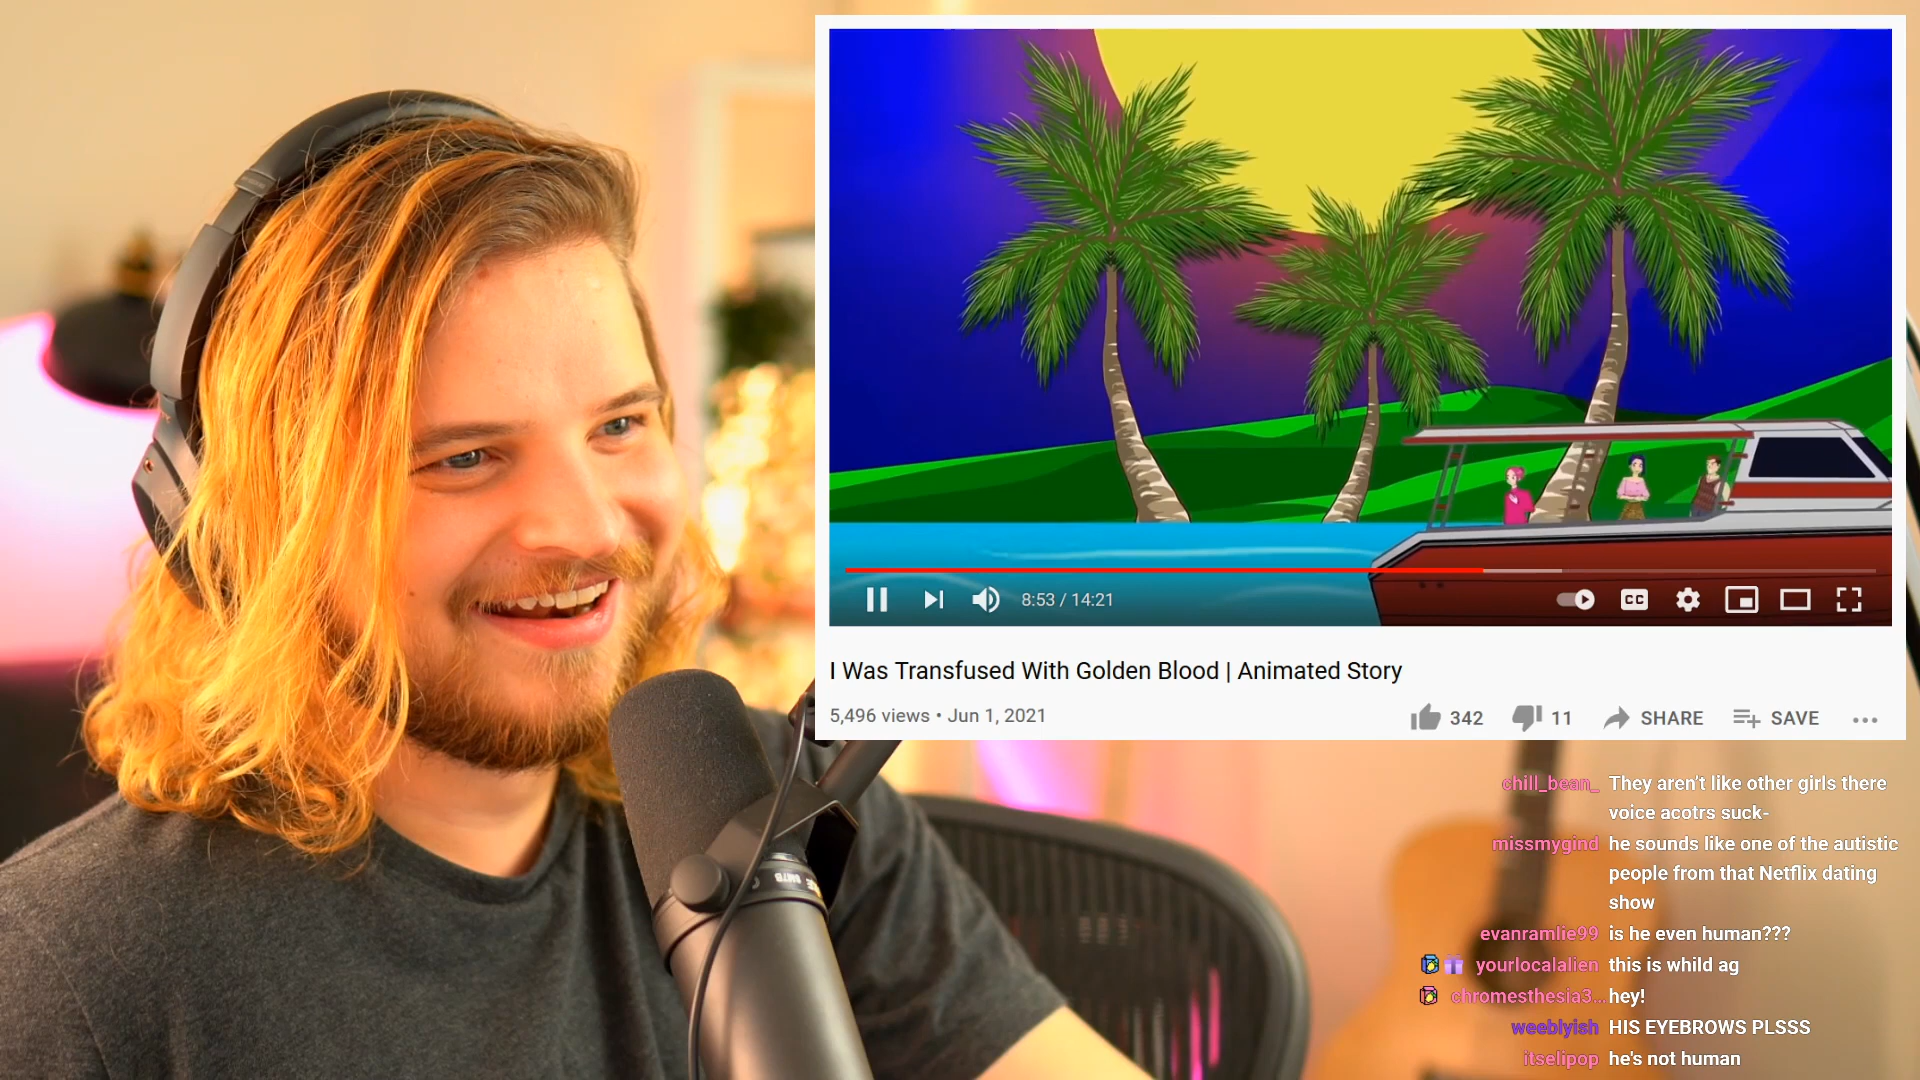 CC
8:53 / 14:21
I Was Transfused With Golden Blood | Animated Story
5,496 views • Jun 1, 2021
342
11
SHARE
SAVE
SM7B
chill_bean_ They aren't like other girls there
voice acotrs suck-
missmygind he sounds like one of the autistic
people from that Netflix dating
show
evanramlie99 is he even human???
yourlocalalien this is whild ag
chromesthesia3... hey!
weeblyish HIS EYEBROWS PLSSS
itselipop he's not human